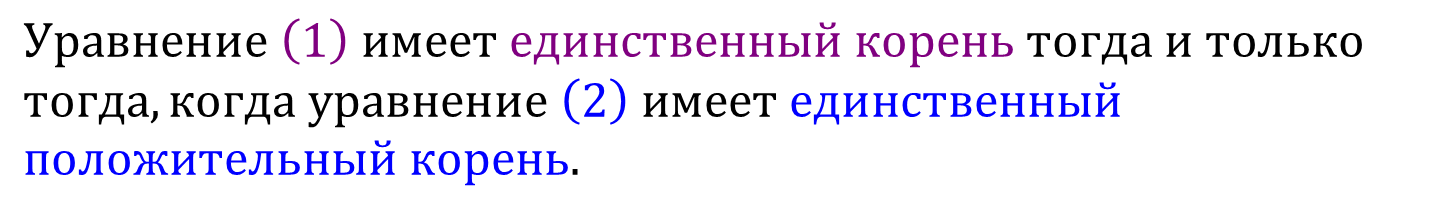 Уравнение (1) имеет единственный корень тогда и только
тогда, когда уравнение (2) имеет единственный
положительный корень.